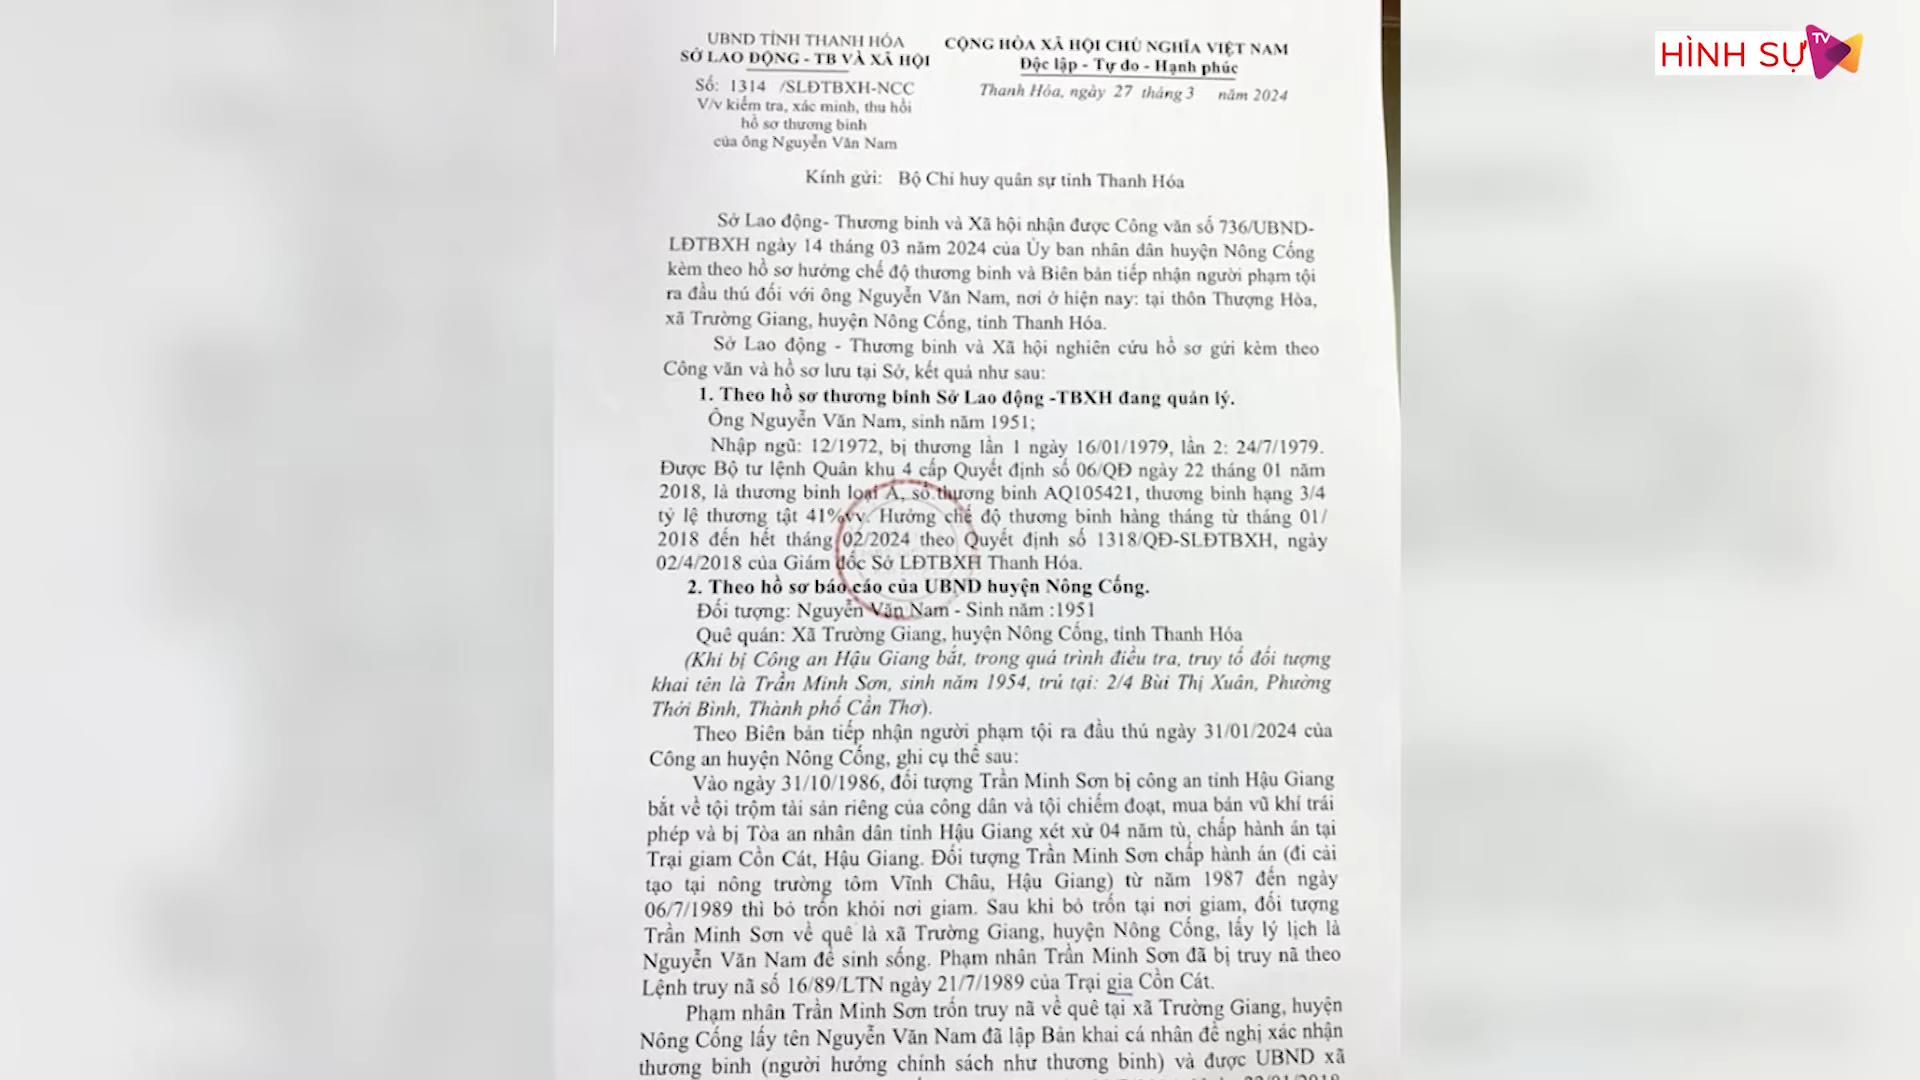 HÌNH SỰ TV
UBND TỈNH THANH HÓA
SỞ LAO ĐỘNG - TB VÀ XÃ HỘI
Số: 1314 /SLĐTBXH-NCC
V/v kiểm tra, xác minh, thu hồi
hồ sơ thương binh
của ông Nguyễn Văn Nam
CỘNG HÒA XÃ HỘI CHỦ NGHĨA VIỆT NAM
Độc lập - Tự do - Hạnh phúc
Thanh Hóa, ngày 27 tháng 3 năm 2024
Kính gửi: Bộ Chỉ huy quân sự tỉnh Thanh Hóa
Sở Lao động- Thương binh và Xã hội nhận được Công văn số 736/UBND-
LĐTBXH ngày 14 tháng 03 năm 2024 của Ủy ban nhân dân huyện Nông Cống
kèm theo hồ sơ hưởng chế độ thương binh và Biên bản tiếp nhận người phạm tội
ra đầu thú đối với ông Nguyễn Văn Nam, nơi ở hiện nay: tại thôn Thượng Hòa,
xã Trường Giang, huyện Nông Cống, tỉnh Thanh Hóa.
Sở Lao động - Thương binh và Xã hội nghiên cứu hồ sơ gửi kèm theo
Công văn và hồ sơ lưu tại Sở, kết quả như sau:
1. Theo hồ sơ thương binh Sở Lao động -TBXH đang quản lý.
Ông Nguyễn Văn Nam, sinh năm 1951;
Nhập ngũ: 12/1972, bị thương lần 1 ngày 16/01/1979, lần 2: 24/7/1979.
Được Bộ tư lệnh Quân khu 4 cấp Quyết định số 06/QĐ ngày 22 tháng 01 năm
2018, là thương binh loại A, số thương binh AQ105421, thương binh hạng 3/4
tỷ lệ thương tật 41%vv. Hưởng chế độ thương binh hàng tháng từ tháng 01/
2018 đến hết tháng 02/2024 theo Quyết định số 1318/QĐ-SLĐTBXH, ngày
02/4/2018 của Giám đốc Sở LĐTBXH Thanh Hóa.
2. Theo hồ sơ báo cáo của UBND huyện Nông Cống.
Đối tượng: Nguyễn Văn Nam - Sinh năm :1951
Quê quán: Xã Trường Giang, huyện Nông Cống, tỉnh Thanh Hóa
(Khi bị Công an Hậu Giang bắt, trong quá trình điều tra, truy tố đối tượng
khai tên là Trần Minh Sơn, sinh năm 1954, trú tại: 2/4 Bùi Thị Xuân, Phường
Thới Bình, Thành phố Cần Thơ).
Theo Biên bản tiếp nhận người phạm tội ra đầu thú ngày 31/01/2024 của
Công an huyện Nông Cống, ghi cụ thể sau:
Vào ngày 31/10/1986, đối tượng Trần Minh Sơn bị công an tỉnh Hậu Giang
bắt về tội trộm tài sản riêng của công dân và tội chiếm đoạt, mua bán vũ khí trái
phép và bị Tòa an nhân dân tỉnh Hậu Giang xét xử 04 năm tù, chấp hành án tại
Trại giam Cồn Cát, Hậu Giang. Đối tượng Trần Minh Sơn chấp hành án (đi cải
tạo tại nông trường tôm Vĩnh Châu, Hậu Giang) từ năm 1987 đến ngày
06/7/1989 thì bỏ trốn khỏi nơi giam. Sau khi bỏ trốn tại nơi giam, đối tượng
Trần Minh Sơn về quê là xã Trường Giang, huyện Nông Cống, lấy lý lịch là
Nguyễn Văn Nam để sinh sống. Phạm nhân Trần Minh Sơn đã bị truy nã theo
Lệnh truy nã số 16/89/LTN ngày 21/7/1989 của Trại gia Cồn Cát.
Phạm nhân Trần Minh Sơn trốn truy nã về quê tại xã Trường Giang, huyện
Nông Cống lấy tên Nguyễn Văn Nam đã lập Bản khai cá nhân đề nghị xác nhận
thương binh (người hưởng chính sách như thương binh) và được UBND xã